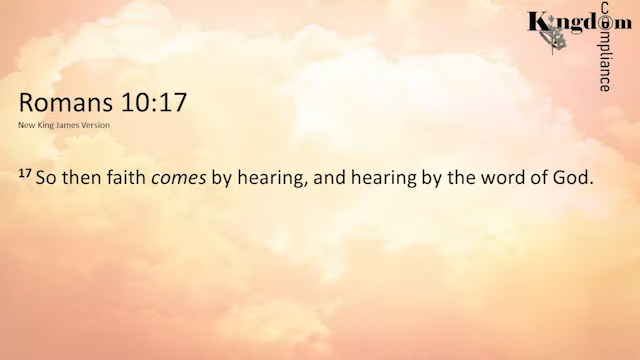 Kingdom
Compliance
Romans 10:17
New King James Version
17 So then faith comes by hearing, and hearing by the word of God.